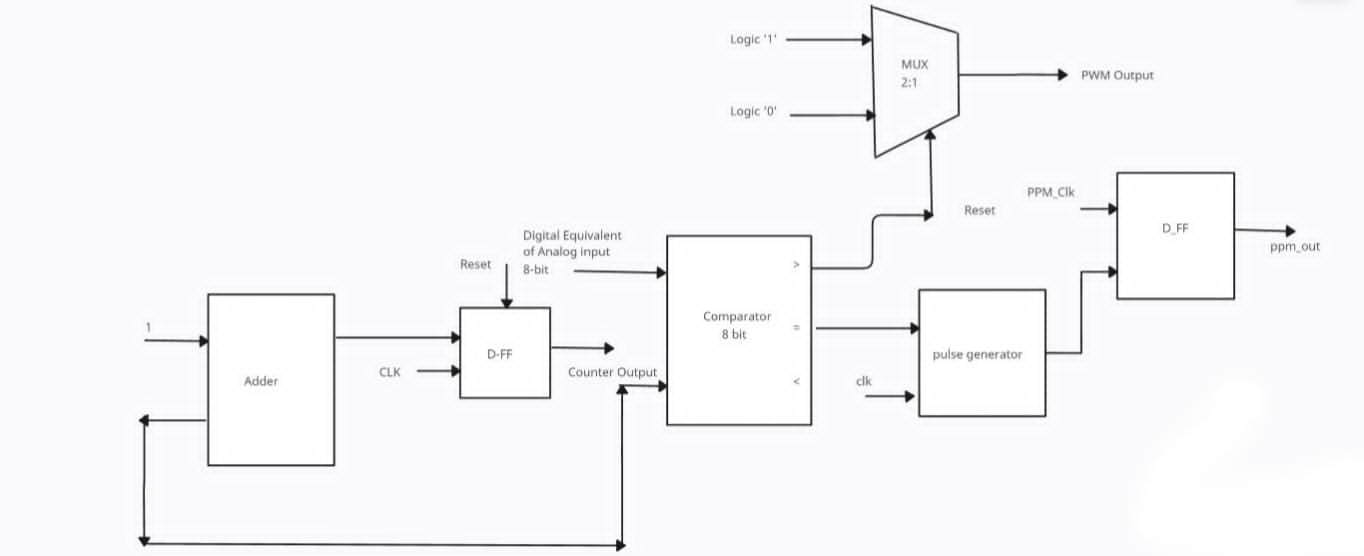 Logic '1'
MUX
2:1
PWM Output
Logic '0'
PPM_Clk
Reset
D_FF
ppm_out
Digital Equivalent
of Analog input
8-bit
Reset
>
Comparator
8 bit
=
<
1
Adder
D-FF
CLK
Counter Output
pulse generator
clk